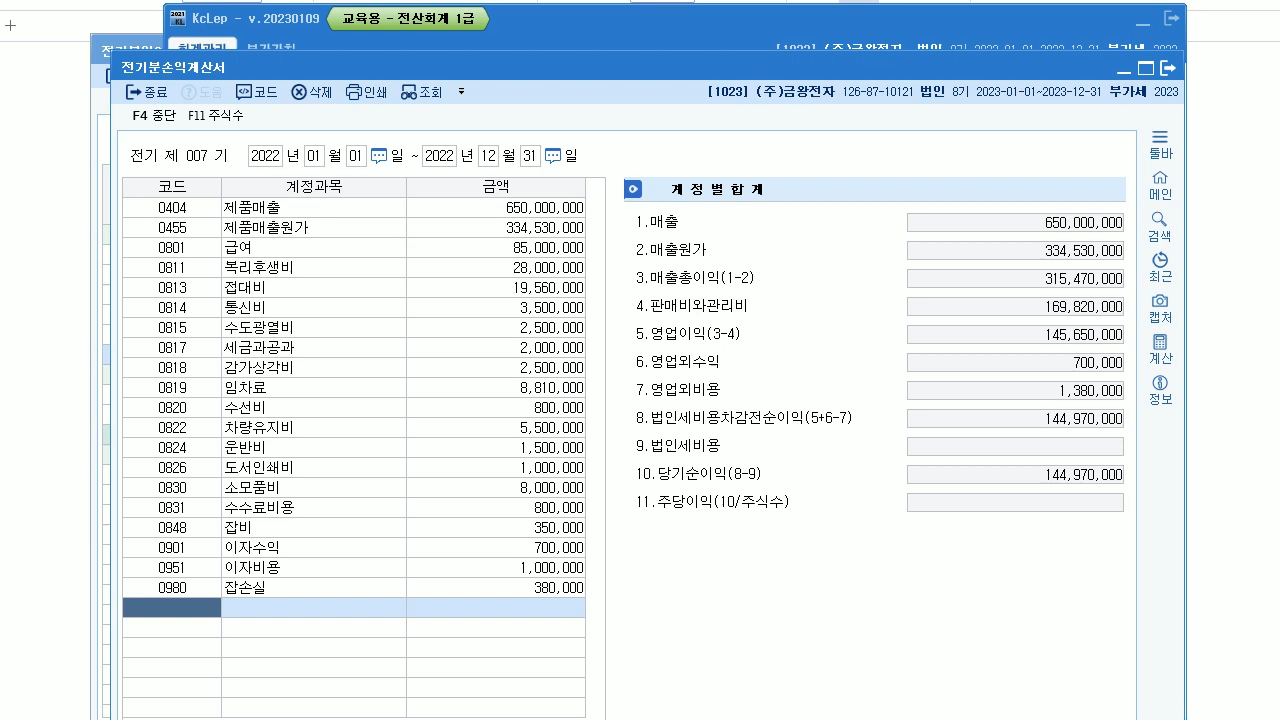 KcLep - v.20230109 교육용 - 전산회계 1급
전기분손익계산서
종료 도움 코드 삭제 인쇄 조회 [1023] (주)금왕전자 126-87-10121 법인 8기 2023-01-01~2023-12-31 부가세 2023
F4 중단 F11 주식수
전기 제 007 기 2022 년 01 월 01 일 ~ 2022 년 12 월 31 일
코드 계정과목 금액
0404 제품매출 650,000,000
0455 제품매출원가 334,530,000
0801 급여 85,000,000
0811 복리후생비 28,000,000
0813 접대비 19,560,000
0814 통신비 3,500,000
0815 수도광열비 2,500,000
0817 세금과공과 2,000,000
0818 감가상각비 2,500,000
0819 임차료 8,810,000
0820 수선비 800,000
0822 차량유지비 5,500,000
0824 운반비 1,500,000
0826 도서인쇄비 1,000,000
0830 소모품비 8,000,000
0831 수수료비용 800,000
0848 잡비 350,000
0901 이자수익 700,000
0951 이자비용 1,000,000
0980 잡손실 380,000
계 정 별 합 계
1.매출 650,000,000
2.매출원가 334,530,000
3.매출총이익(1-2) 315,470,000
4.판매비와관리비 169,820,000
5.영업이익(3-4) 145,650,000
6.영업외수익 700,000
7.영업외비용 1,380,000
8.법인세비용차감전순이익(5+6-7) 144,970,000
9.법인세비용
10.당기순이익(8-9) 144,970,000
11.주당이익(10/주식수)
툴바
메인
검색
최근
캡처
계산
정보